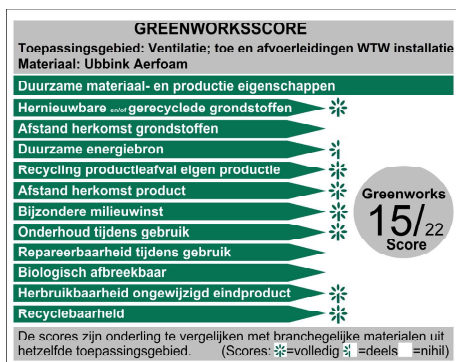 GREENWORKSSCORE
Toepassingsgebied: Ventilatie; toe en afvoerleidingen WTW installatie
Materiaal: Ubbink Aerfoam
Duurzame materiaal- en productie eigenschappen
Hernieuwbare en/of gerecyclede grondstoffen
Afstand herkomst grondstoffen
Duurzame energiebron
Recycling productieafval eigen productie
Afstand herkomst product
Bijzondere milieuwinst
Onderhoud tijdens gebruik
Repareerbaarheid tijdens gebruik
Biologisch afbreekbaar
Herbruikbaarheid ongewijzigd eindproduct
Recyclebaarheid
Greenworks
15/22
Score
De scores zijn onderling te vergelijken met branchegelijke materialen uit
hetzelfde toepassingsgebied. (Scores: =volledig =deels =nihil)